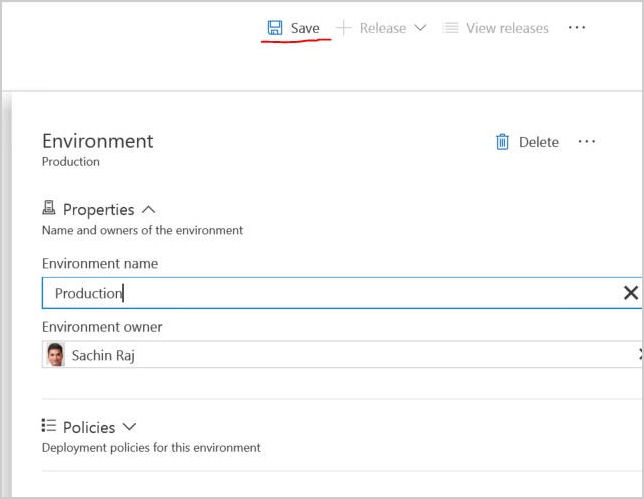 Save Release View releases ...
Environment
Delete ...
Production
Properties
Name and owners of the environment
Environment name
Production
Environment owner
Sachin Raj
Policies
Deployment policies for this environment